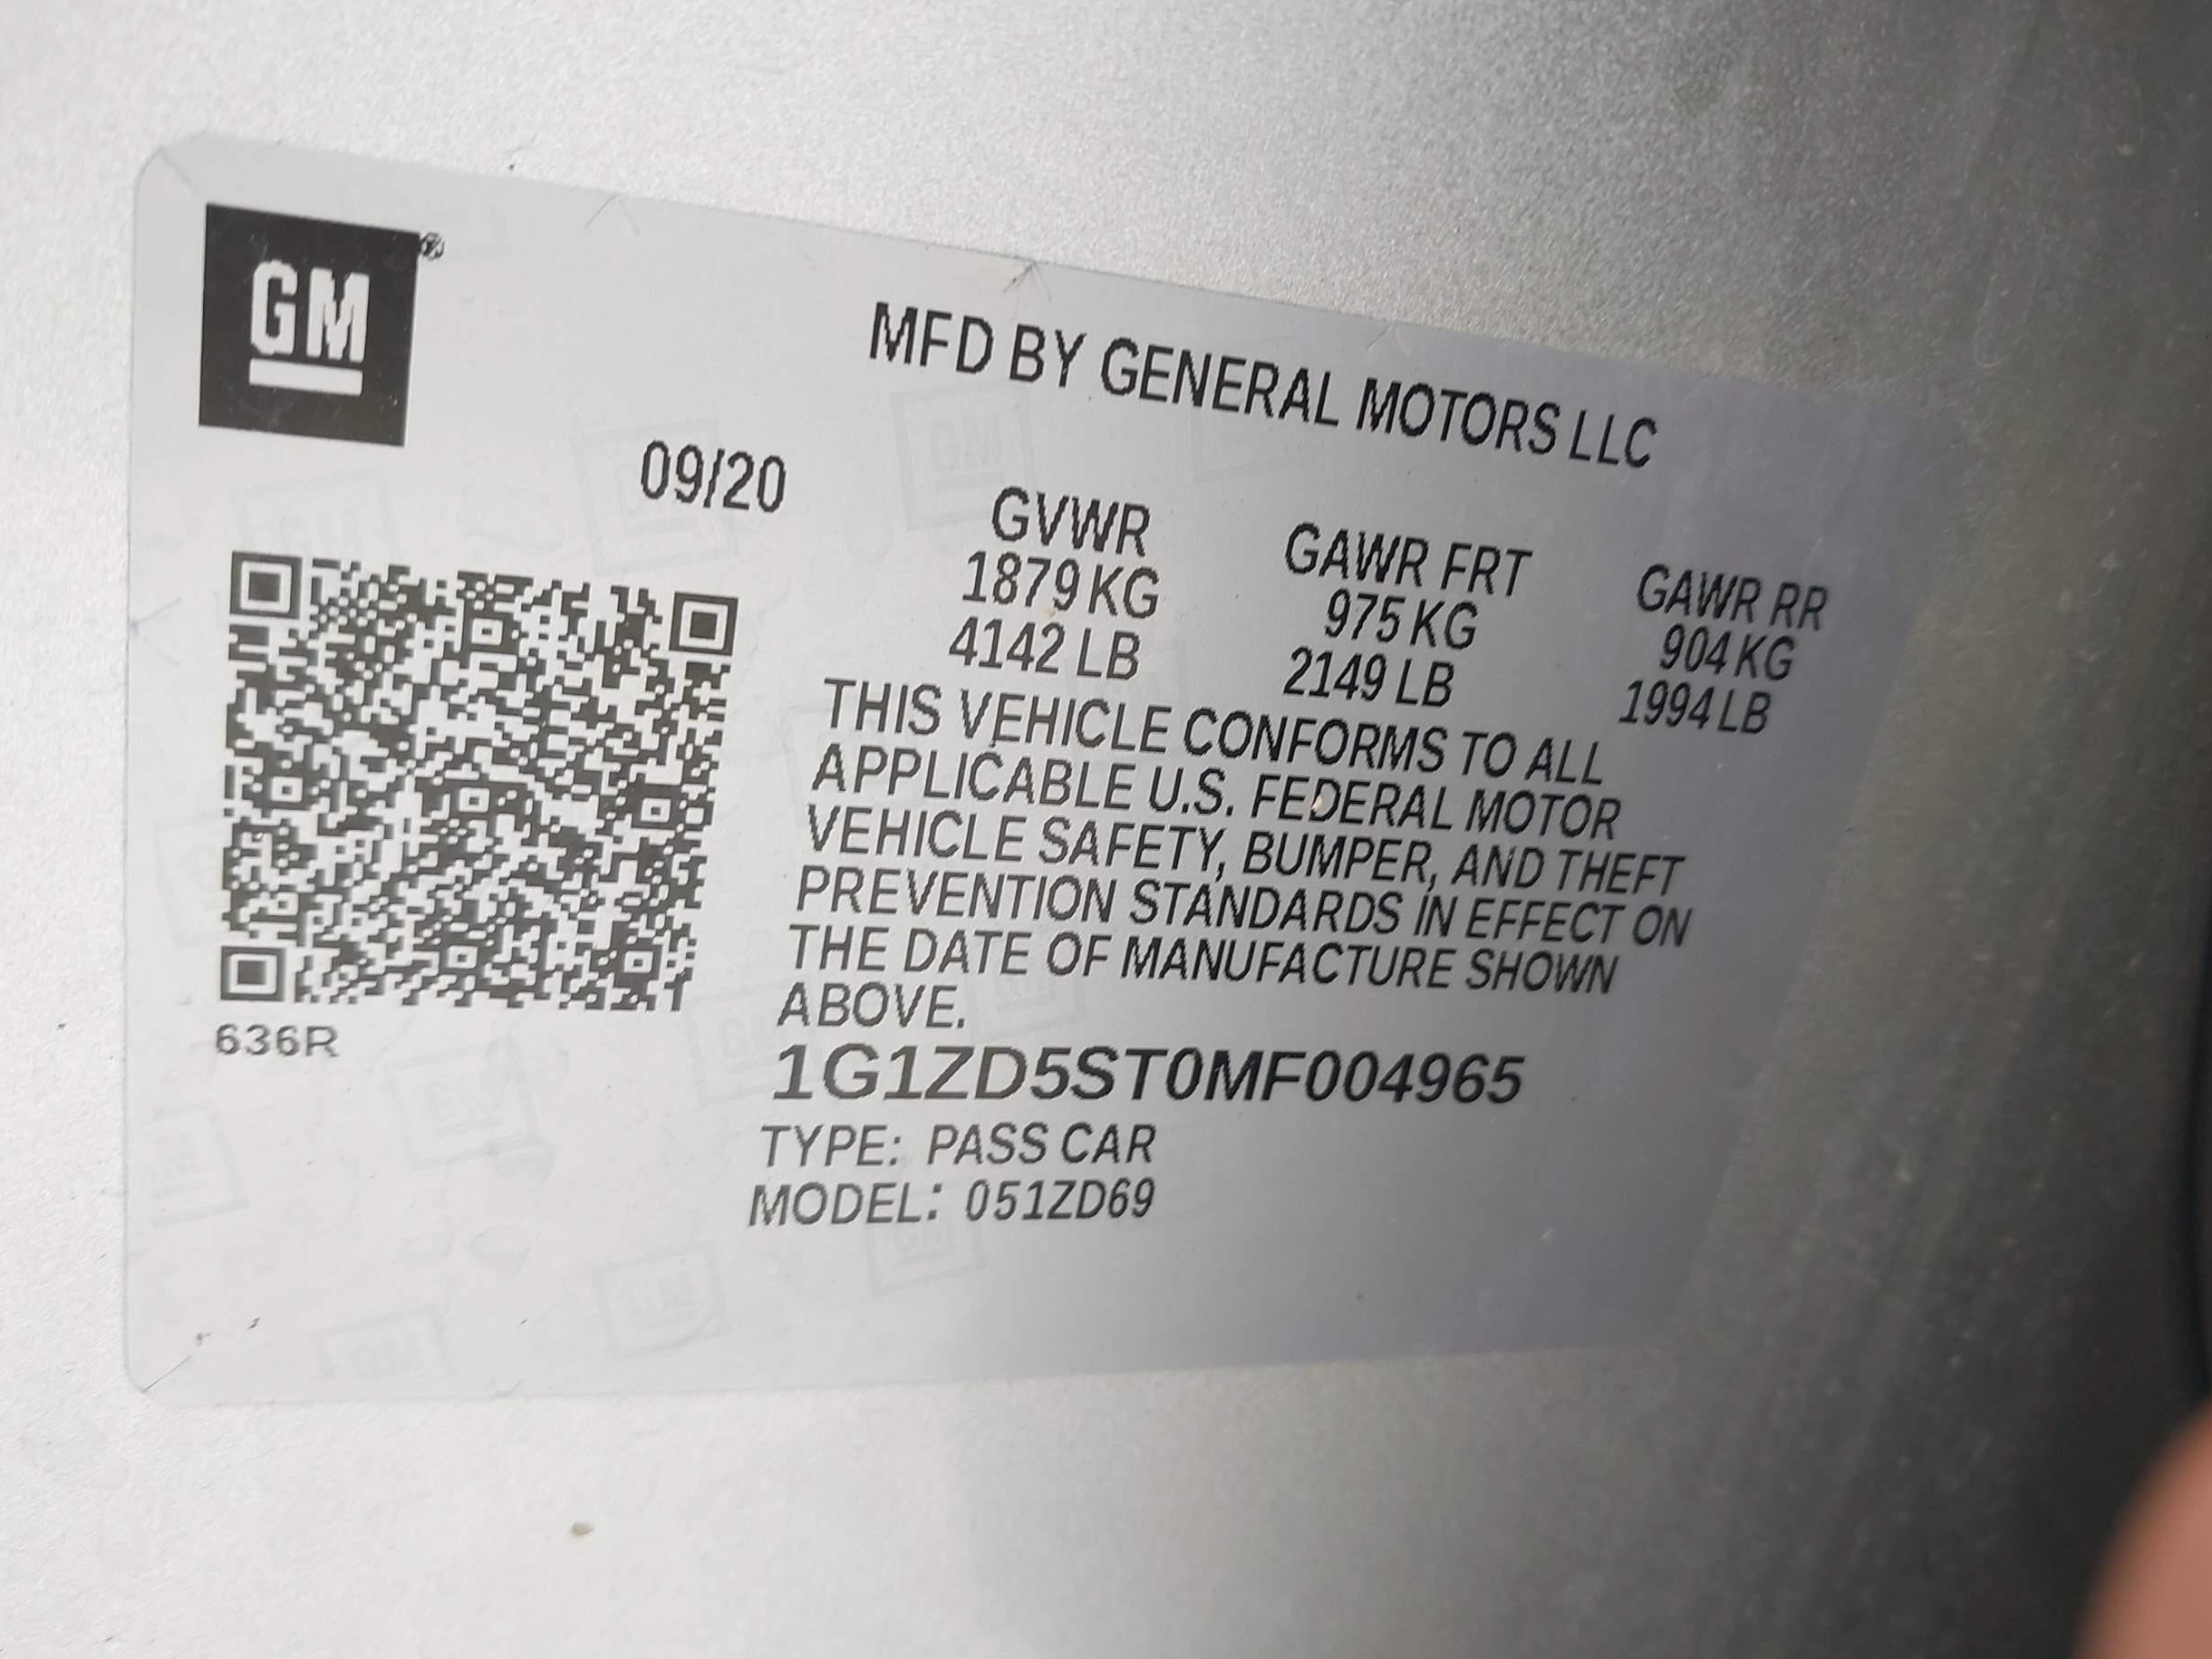 GM®
MFD BY GENERAL MOTORS LLC
09/20
GVWR GAWR FRT GAWR RR
1879 KG 975 KG 904 KG
4142 LB 2149 LB 1994 LB
THIS VEHICLE CONFORMS TO ALL
APPLICABLE U.S. FEDERAL MOTOR
VEHICLE SAFETY, BUMPER, AND THEFT
PREVENTION STANDARDS IN EFFECT ON
THE DATE OF MANUFACTURE SHOWN
ABOVE.
636R
1G1ZD5ST0MF004965
TYPE: PASS CAR
MODEL: 051ZD69